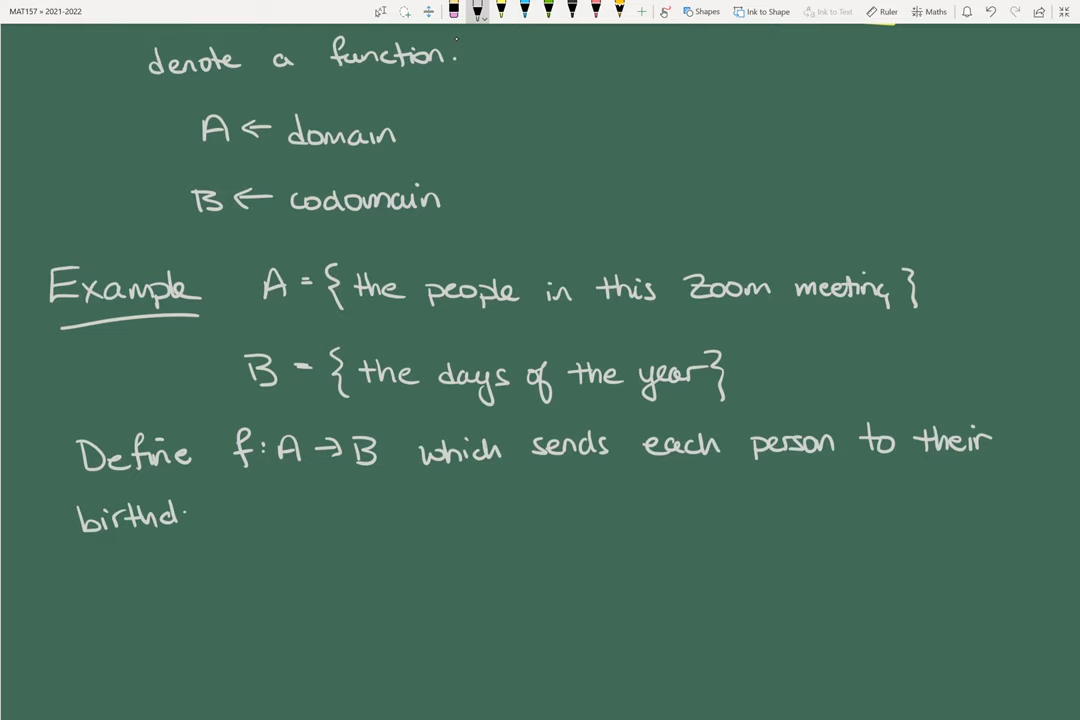 MAT157 » 2021-2022
Shapes Ink to Shape Ink to Text Ruler Maths
denote a function:
A ← domain
B ← codomain
Example A = { the people in this Zoom meeting }
B = { the days of the year }
Define f: A → B which sends each person to their
birthd